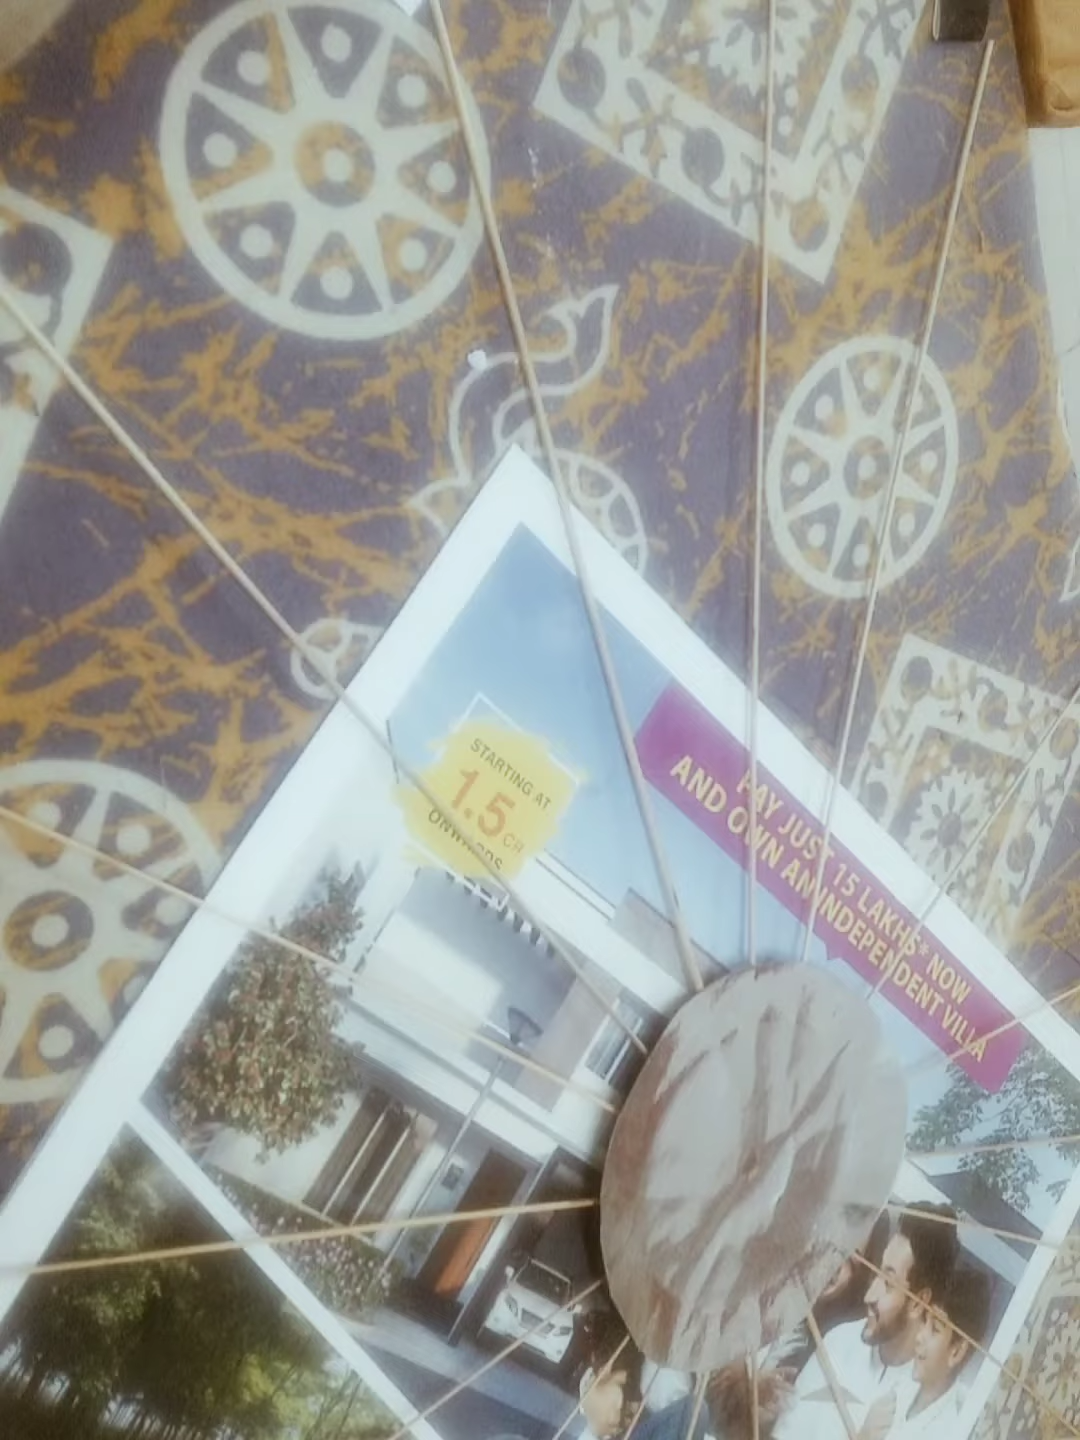 STARTING AT
1.5 CR
ONWARDS
PAY JUST 15 LAKHS* NOW
AND OWN AN INDEPENDENT VILLA